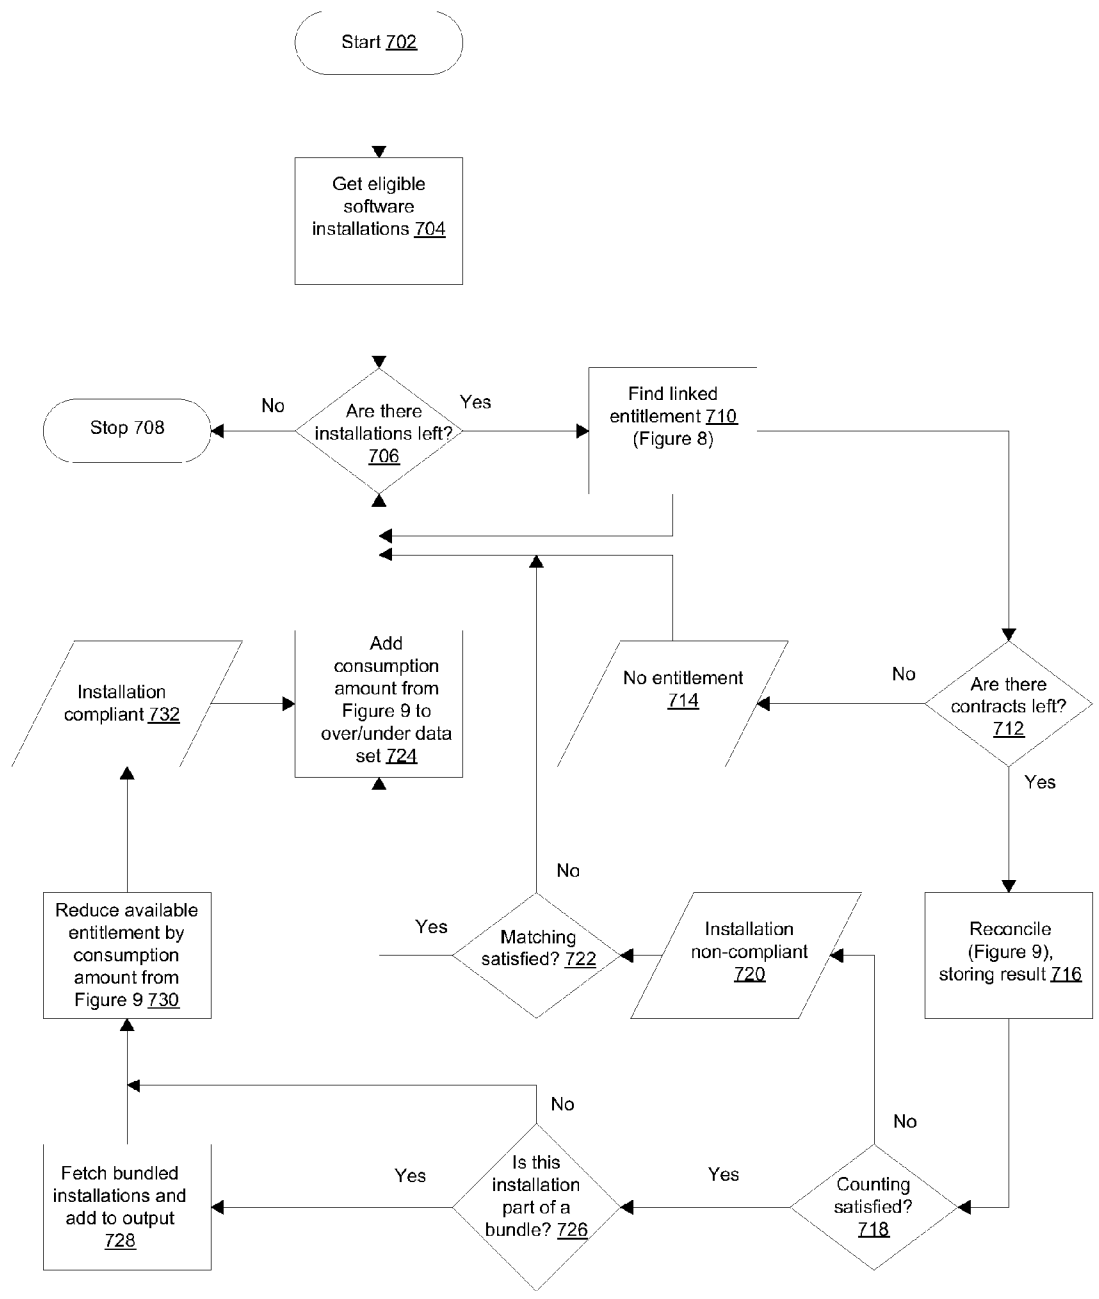 Start 702
Get eligible
software
installations 704
No
Yes
Stop 708
Are there
installations left?
706
Find linked
entitlement 710
(Figure 8)
Installation
compliant 732
Add
consumption
amount from
Figure 9 to
over/under data
set 724
No entitlement
714
No
Are there
contracts left?
712
Yes
Reduce available
entitlement by
consumption
amount from
Figure 9 730
Yes
No
Matching
satisfied? 722
Installation
non-compliant
720
Reconcile
(Figure 9),
storing result 716
No
No
Fetch bundled
installations and
add to output
728
Yes
Is this
installation
part of a
bundle? 726
Yes
Counting
satisfied?
718